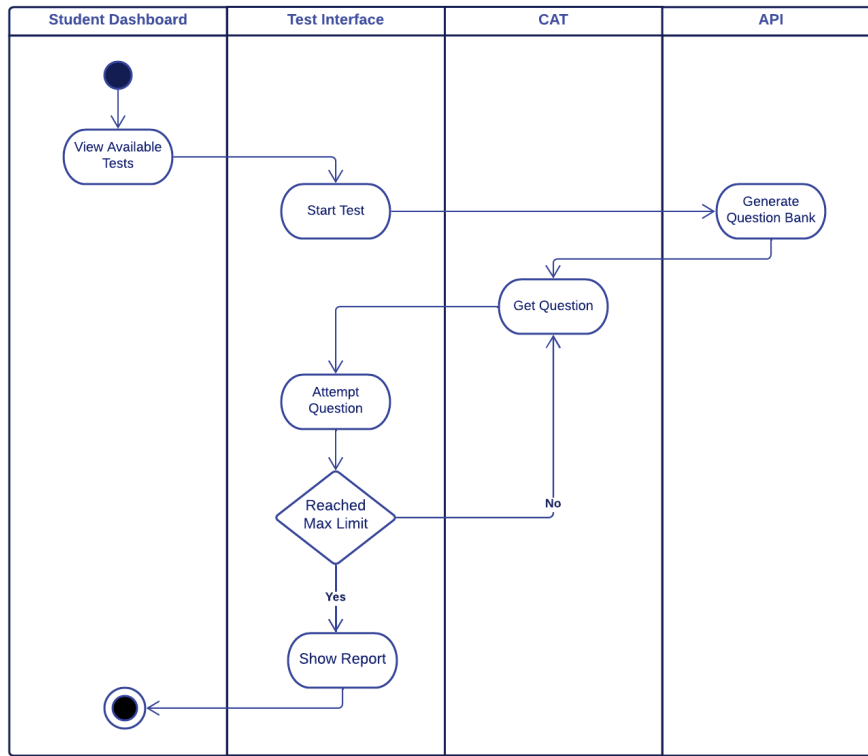 Student Dashboard
Test Interface
CAT
API
View Available
Tests
Start Test
Generate
Question Bank
Get Question
Attempt
Question
Reached
Max Limit
No
Yes
Show Report